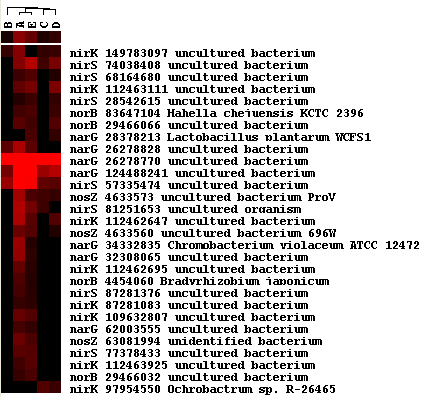 B A E C D
nirK 149783097 uncultured bacterium
nirS 74038408 uncultured bacterium
nirS 68164680 uncultured bacterium
nirK 112463111 uncultured bacterium
nirS 28542615 uncultured bacterium
norB 83647104 Hahella chejuensis KCTC 2396
norB 29466066 uncultured bacterium
narG 28378213 Lactobacillus plantarum WCFS1
narG 26278828 uncultured bacterium
narG 26278770 uncultured bacterium
narG 124488241 uncultured bacterium
nirS 57335474 uncultured bacterium
nosZ 4633573 uncultured bacterium ProV
nirS 81251653 uncultured organism
nirK 112462647 uncultured bacterium
nosZ 4633560 uncultured bacterium 696W
narG 34332835 Chromobacterium violaceum ATCC 12472
narG 32308065 uncultured bacterium
nirK 112462695 uncultured bacterium
norB 4454060 Bradyrhizobium japonicum
nirS 87281376 uncultured bacterium
nirK 87281083 uncultured bacterium
nirK 109632807 uncultured bacterium
narG 62003555 uncultured bacterium
nosZ 63081994 unidentified bacterium
nirS 77378433 uncultured bacterium
nirK 112463925 uncultured bacterium
norB 29466032 uncultured bacterium
nirK 97954550 Ochrobactrum sp. R-26465